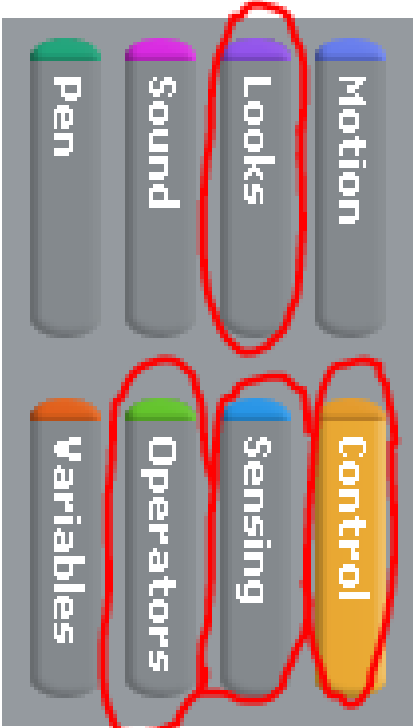 Motion
Control
Looks
Sensing
Sound
Operators
Pen
Variables